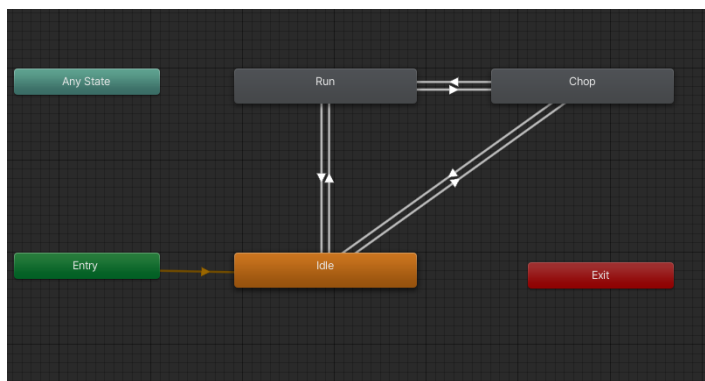 Any State
Run
Chop
Entry
Idle
Exit